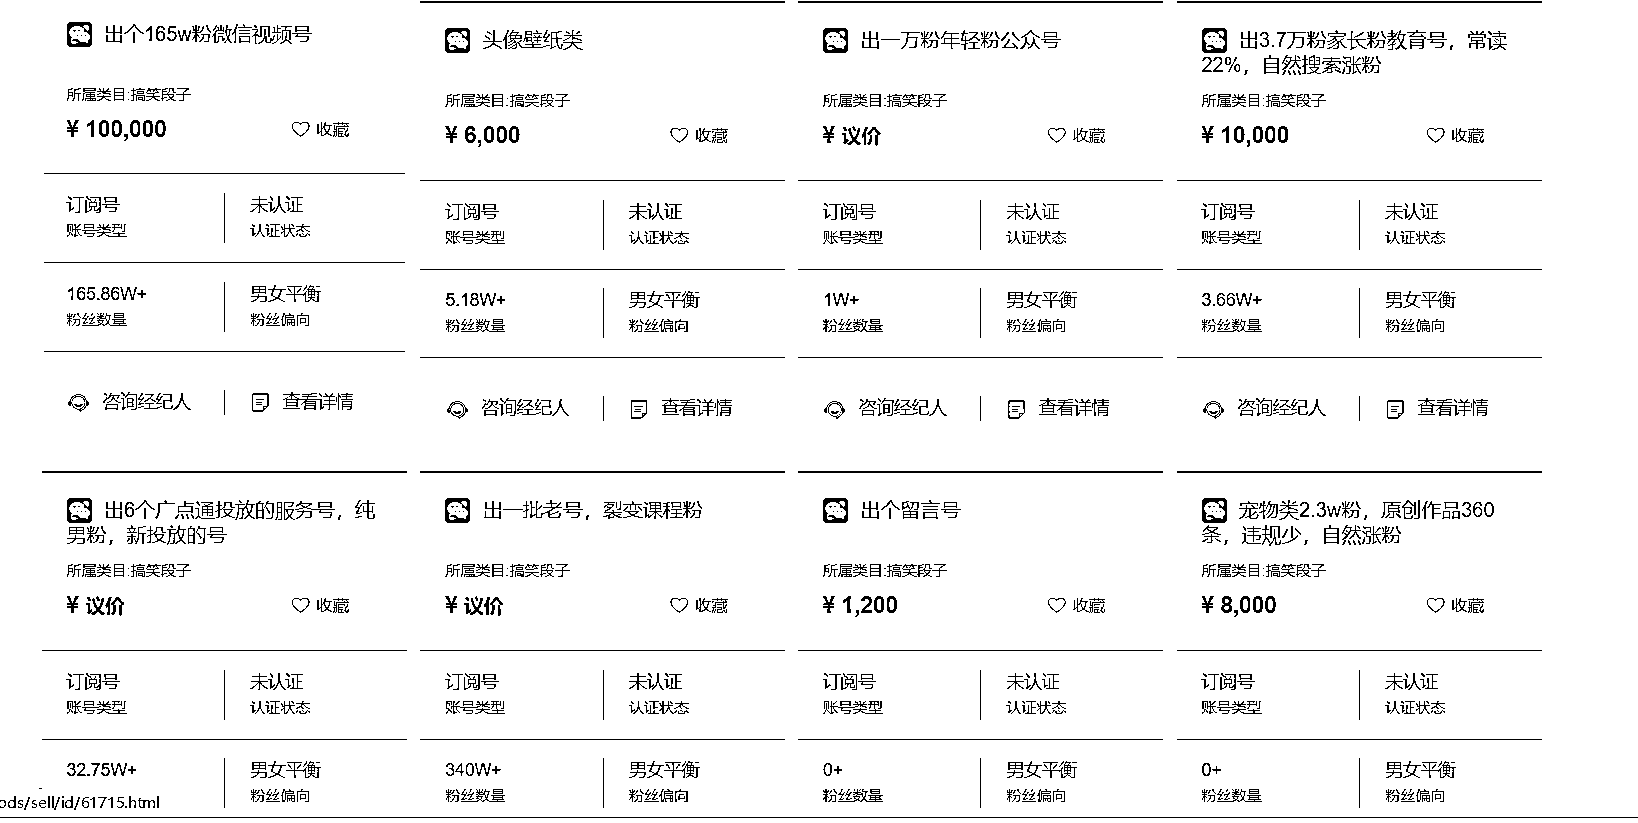 出个165w粉微信视频号
所属类目:搞笑段子
¥ 100,000
收藏
订阅号
未认证
账号类型
认证状态
165.86W+
男女平衡
粉丝数量
粉丝偏向
咨询经纪人
查看详情
头像壁纸类
所属类目:搞笑段子
¥ 6,000
收藏
订阅号
未认证
账号类型
认证状态
5.18W+
男女平衡
粉丝数量
粉丝偏向
咨询经纪人
查看详情
出一万粉年轻粉公众号
所属类目:搞笑段子
¥ 议价
收藏
订阅号
未认证
账号类型
认证状态
1W+
男女平衡
粉丝数量
粉丝偏向
咨询经纪人
查看详情
出3.7万粉家长粉教育号，常读
22%，自然搜索涨粉
所属类目:搞笑段子
¥ 10,000
收藏
订阅号
未认证
账号类型
认证状态
3.66W+
男女平衡
粉丝数量
粉丝偏向
咨询经纪人
查看详情
出6个广点通投放的服务号，纯
男粉，新投放的号
所属类目:搞笑段子
¥ 议价
收藏
订阅号
未认证
账号类型
认证状态
32.75W+
男女平衡
粉丝偏向
ods/sell/id/61715.html
出一批老号，裂变课程粉
所属类目:搞笑段子
¥ 议价
收藏
订阅号
未认证
账号类型
认证状态
340W+
男女平衡
粉丝数量
粉丝偏向
出个留言号
所属类目:搞笑段子
¥ 1,200
收藏
订阅号
未认证
账号类型
认证状态
0+
男女平衡
粉丝数量
粉丝偏向
宠物类2.3w粉，原创作品360
条，违规少，自然涨粉
所属类目:搞笑段子
¥ 8,000
收藏
订阅号
未认证
账号类型
认证状态
0+
男女平衡
粉丝数量
粉丝偏向